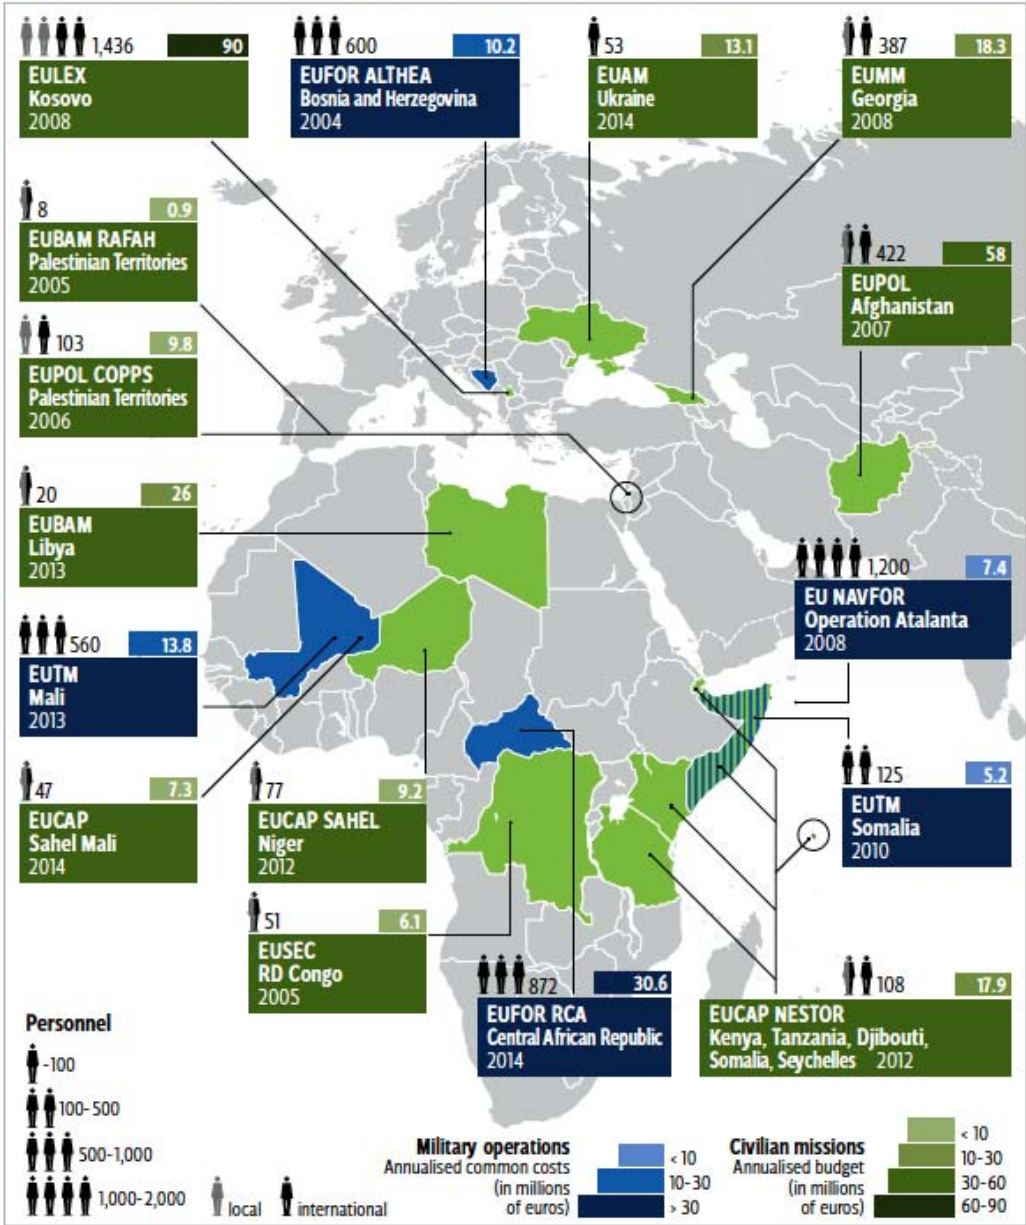 1,436 90
EULEX
Kosovo
2008
600 10.2
EUFOR ALTHEA
Bosnia and Herzegovina
2004
53 13.1
EUAM
Ukraine
2014
387 18.3
EUMM
Georgia
2008
8 0.9
EUBAM RAFAH
Palestinian Territories
2005
422 58
EUPOL
Afghanistan
2007
103 9.8
EUPOL COPPS
Palestinian Territories
2006
20 26
EUBAM
Libya
2013
1,200 7.4
EU NAVFOR
Operation Atalanta
2008
560 13.8
EUTM
Mali
2013
125 5.2
EUTM
Somalia
2010
47 7.3
EUCAP
Sahel Mali
2014
77 9.2
EUCAP SAHEL
Niger
2012
51 6.1
EUSEC
RD Congo
2005
872 30.6
EUFOR RCA
Central African Republic
2014
108 17.9
EUCAP NESTOR
Kenya, Tanzania, Djibouti,
Somalia, Seychelles 2012
Personnel
-100
100-500
500-1,000
1,000-2,000
local international
Military operations
Annualised common costs
(in millions
of euros)
< 10
10-30
> 30
Civilian missions
Annualised budget
(in millions
of euros)
< 10
10-30
30-60
60-90